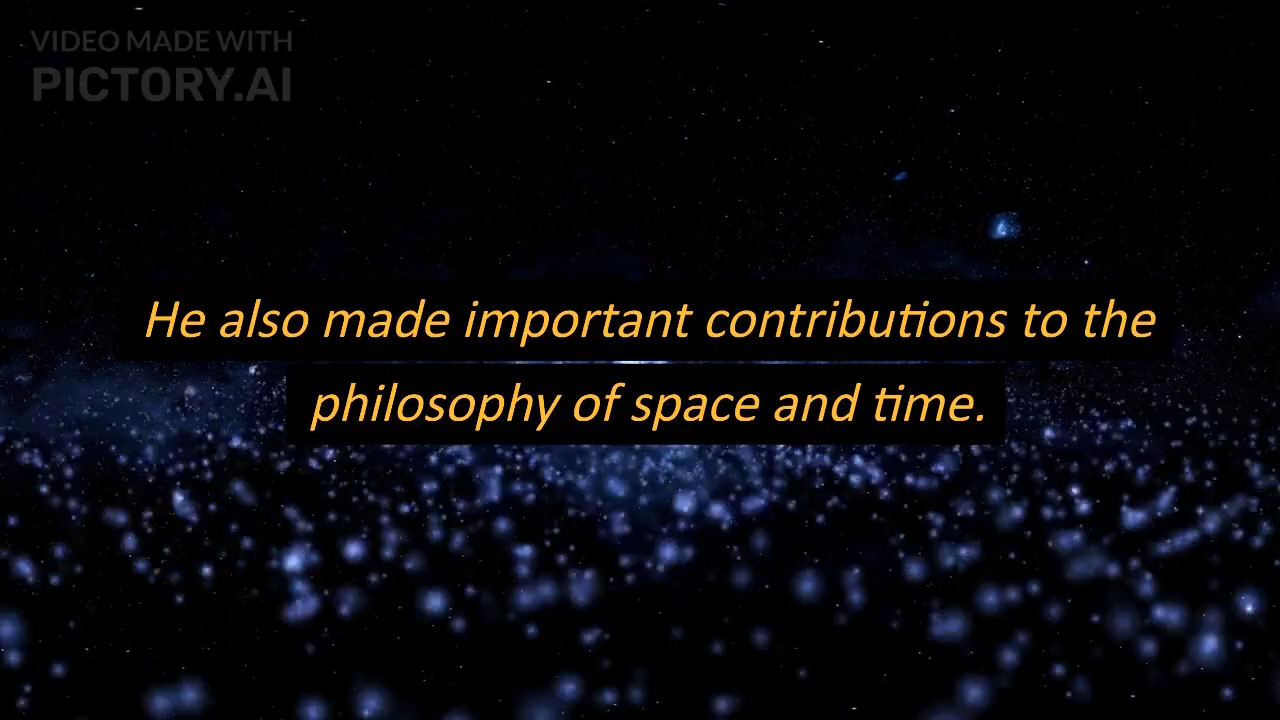 VIDEO MADE WITH
PICTORY.AI
He also made important contributions to the
philosophy of space and time.